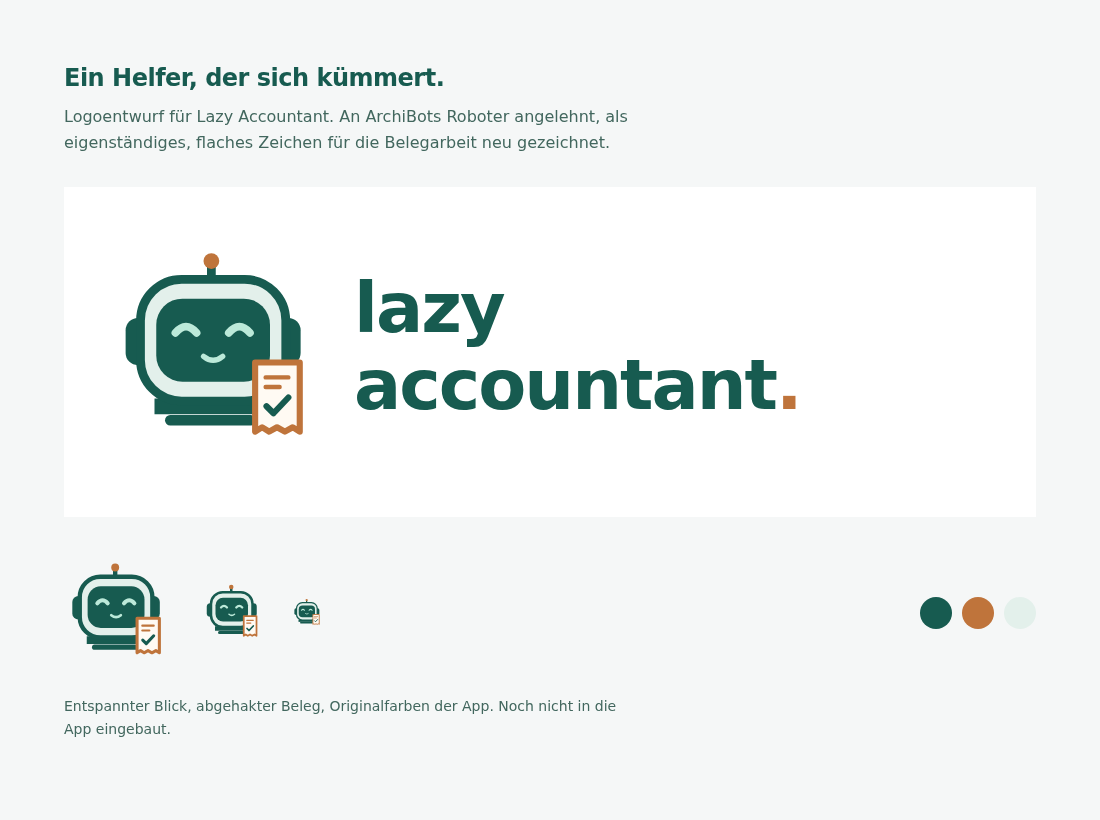 Ein Helfer, der sich kümmert.
Logoentwurf für Lazy Accountant. An ArchiBots Roboter angelehnt, als
eigenständiges, flaches Zeichen für die Belegarbeit neu gezeichnet.
lazy
accountant.
Entspannter Blick, abgehakter Beleg, Originalfarben der App. Noch nicht in die
App eingebaut.